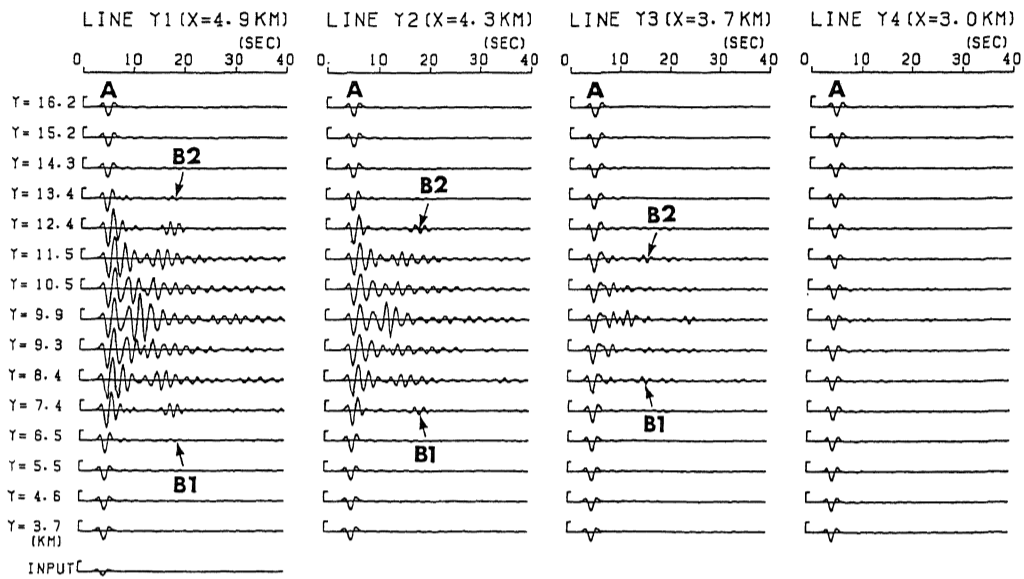 LINE Y1(X=4.9KM) LINE Y2(X=4.3KM) LINE Y3(X=3.7KM) LINE Y4(X=3.0KM)
(SEC) (SEC) (SEC) (SEC)
0 10 20 30 40 0 10 20 30 40 0 10 20 30 40 0 10 20 30 40
A A A A
Y=16.2
Y=15.2
Y=14.3 B2
Y=13.4 B2
Y=12.4 B2
Y=11.5
Y=10.5
Y=9.9
Y=9.3
Y=8.4
Y=7.4 B1
Y=6.5 B1
Y=5.5 B1
Y=4.6
Y=3.7
(KM)
INPUT